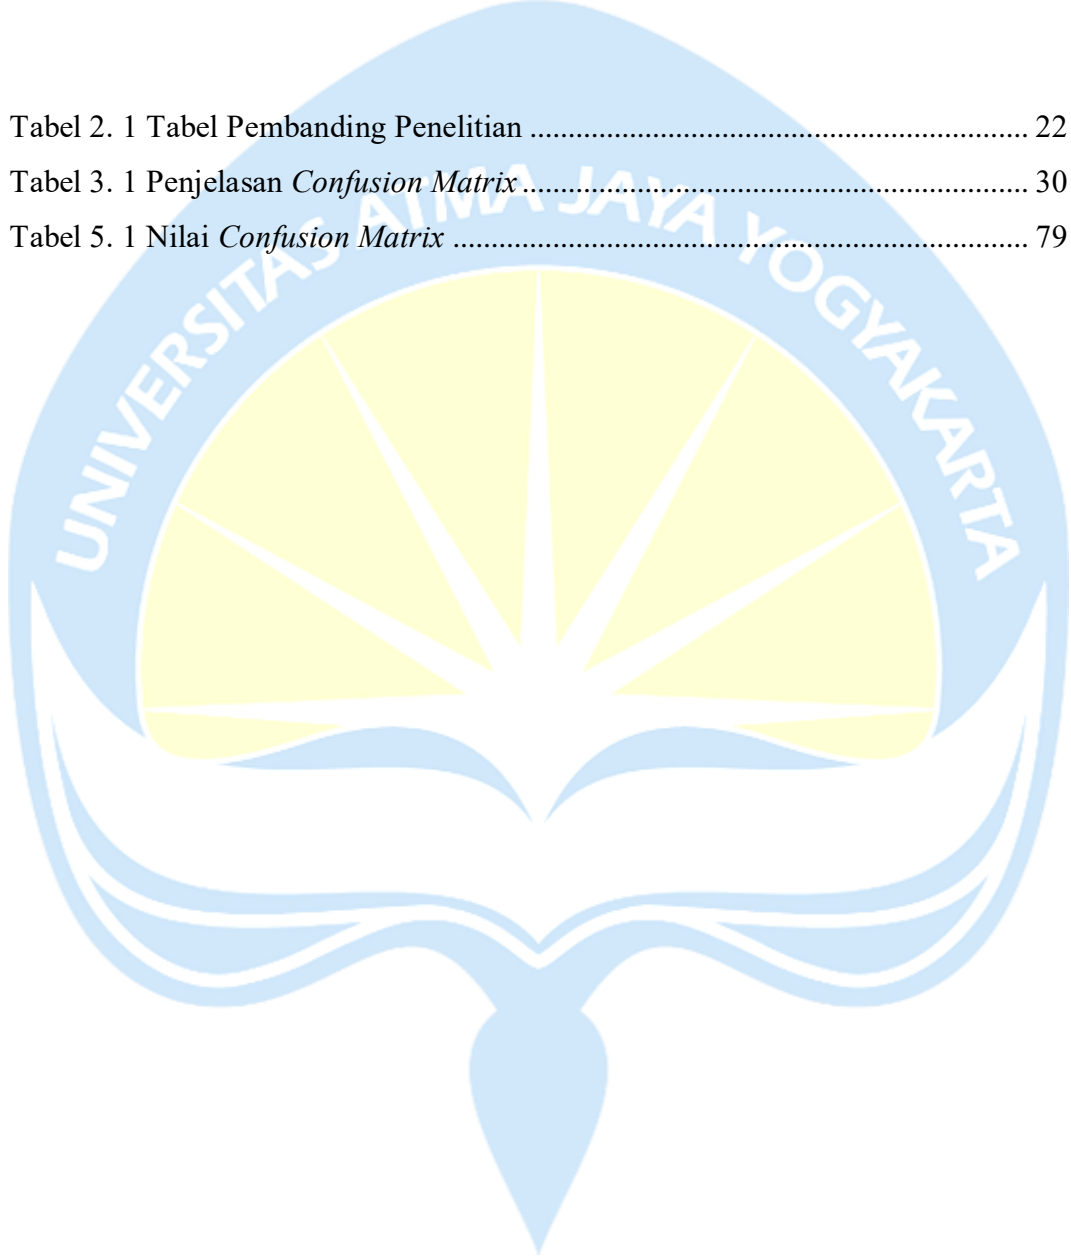 Tabel 2. 1 Tabel Pembanding Penelitian ................................................................ 22
Tabel 3. 1 Penjelasan Confusion Matrix ................................................................. 30
Tabel 5. 1 Nilai Confusion Matrix .......................................................................... 79
UNIVERSITAS ATMA JAYA YOGYAKARTA